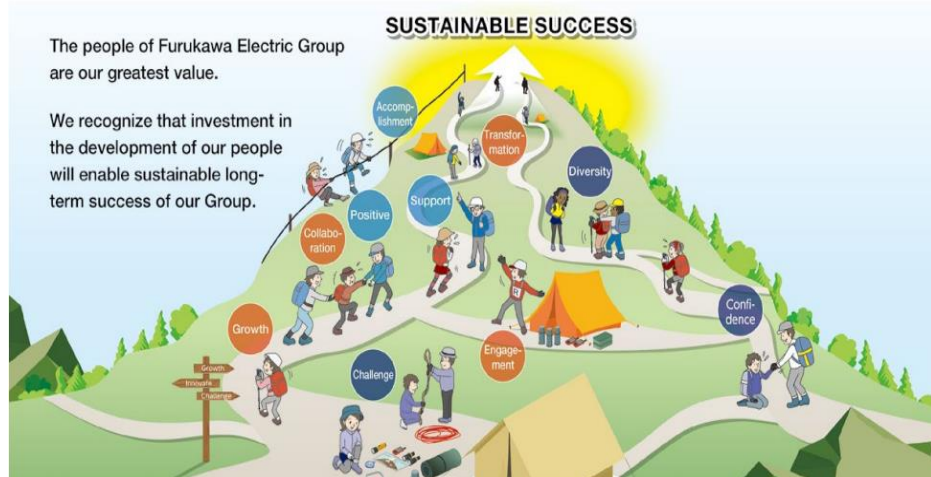 SUSTAINABLE SUCCESS
The people of Furukawa Electric Group
are our greatest value.
We recognize that investment in
the development of our people
will enable sustainable long-
term success of our Group.
Accomp-
lishment
Transfor-
mation
Diversity
Support
Positive
Collabo-
ration
Growth
Confi-
dence
Engage-
ment
Challenge
Growth
Innovate
Challenge